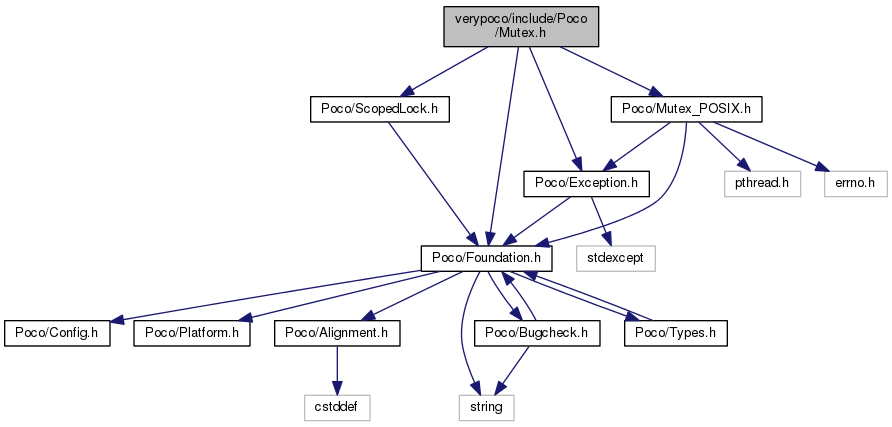 verypoco/include/Poco
/Mutex.h
Poco/ScopedLock.h
Poco/Mutex_POSIX.h
Poco/Exception.h
pthread.h
errno.h
Poco/Foundation.h
stdexcept
Poco/Config.h
Poco/Platform.h
Poco/Alignment.h
Poco/Bugcheck.h
Poco/Types.h
cstddef
string